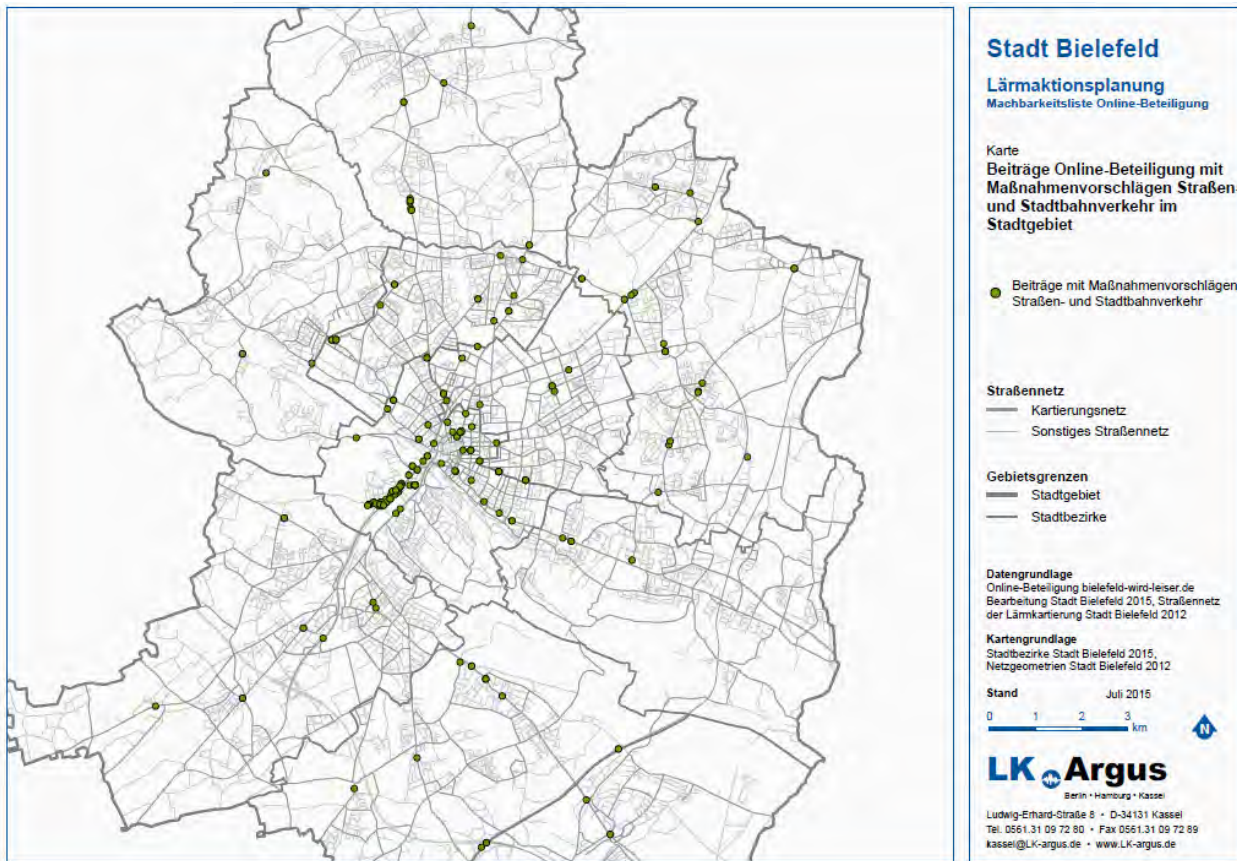 Stadt Bielefeld
Lärmaktionsplanung
Machbarkeitsliste Online-Beteiligung
Karte
Beiträge Online-Beteiligung mit
Maßnahmenvorschlägen Straßen-
und Stadtbahnverkehr im
Stadtgebiet
Beiträge mit Maßnahmenvorschlägen
Straßen- und Stadtbahnverkehr
Straßennetz
Kartierungsnetz
Sonstiges Straßennetz
Gebietsgrenzen
Stadtgebiet
Stadtbezirke
Datengrundlage
Online-Beteiligung bielefeld-wird-leiser.de
Bearbeitung Stadt Bielefeld 2015, Straßennetz
der Lärmkartierung Stadt Bielefeld 2012
Kartengrundlage
Stadtbezirke Stadt Bielefeld 2015,
Netzgeometrien Stadt Bielefeld 2012
Stand Juli 2015
0 1 2 3
km
N
LK Argus
Berlin • Hamburg • Kassel
Ludwig-Erhard-Straße 8 • D-34131 Kassel
Tel. 0561.31 09 72 80 • Fax 0561.31 09 72 89
kassel@LK-argus.de • www.LK-argus.de